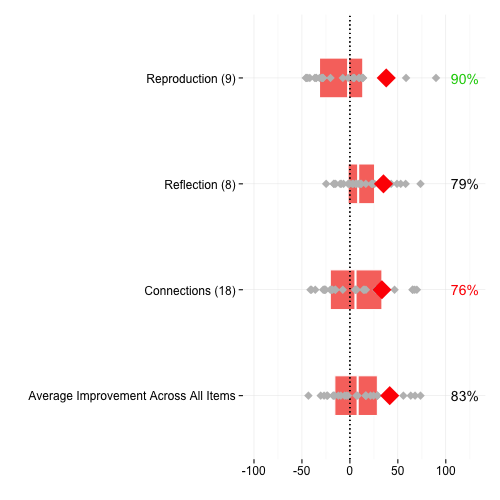 Reproduction (9) 90%
Reflection (8) 79%
Connections (18) 76%
Average Improvement Across All Items 83%
-100 -50 0 50 100